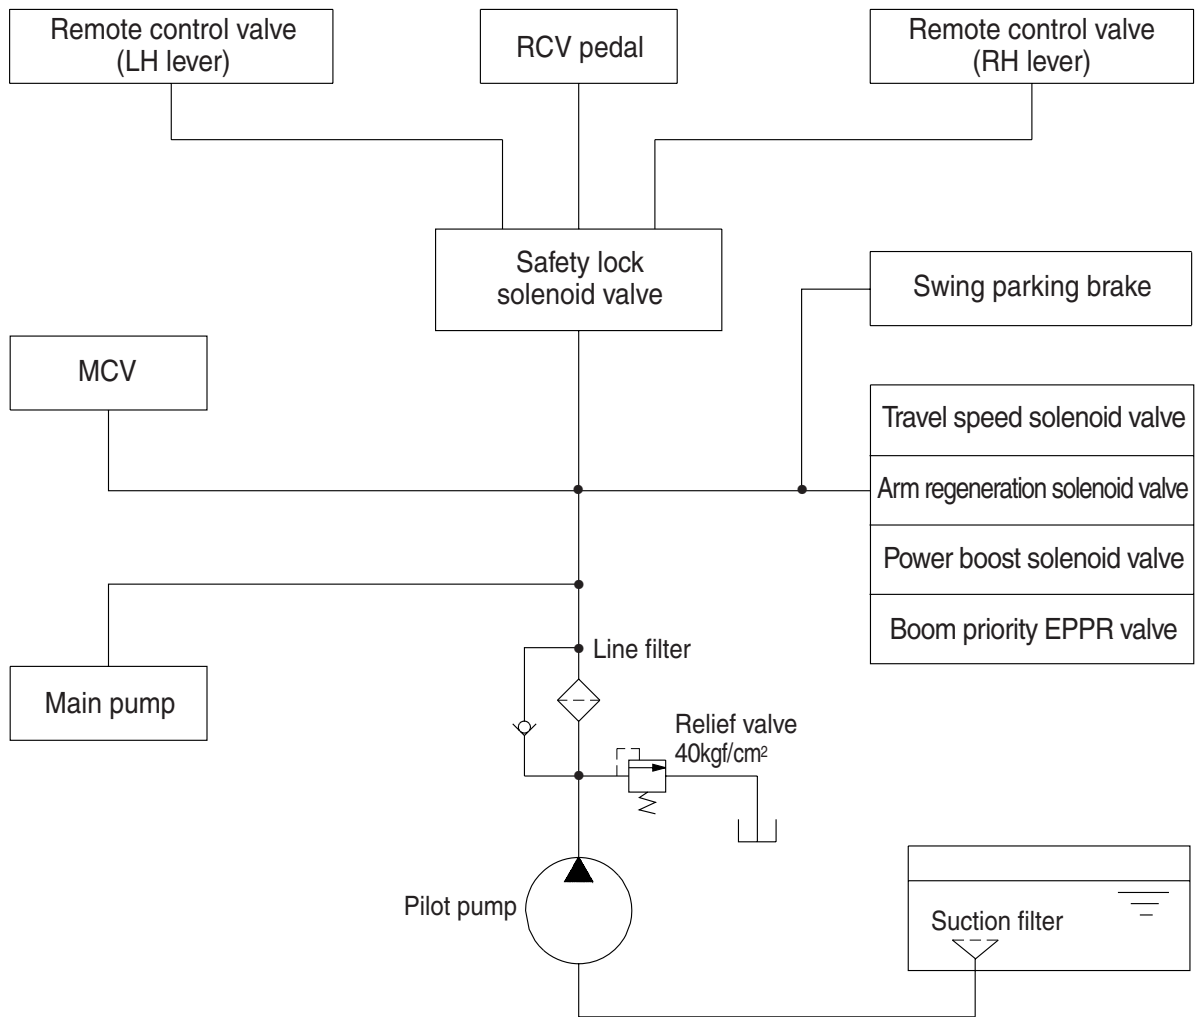 Remote control valve
(LH lever)
RCV pedal
Remote control valve
(RH lever)
Safety lock
solenoid valve
Swing parking brake
MCV
Travel speed solenoid valve
Arm regeneration solenoid valve
Power boost solenoid valve
Boom priority EPPR valve
Line filter
Main pump
Relief valve
40kgf/cm²
Pilot pump
Suction filter